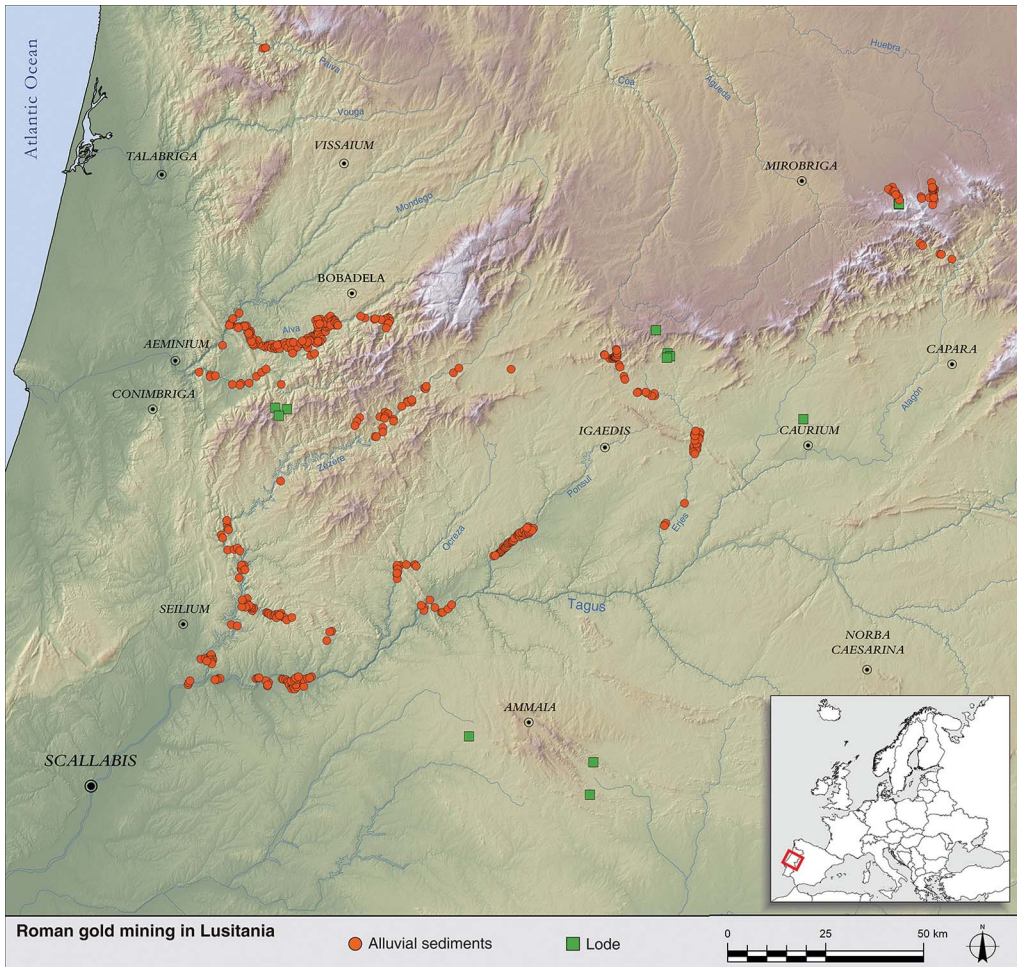 Atlantic Ocean
Paiva
Huebra
Coa
Águeda
Vouga
TALABRIGA
VISSAIUM
MIROBRIGA
Mondego
BOBADELA
Alva
AEMINIUM
CAPARA
CONIMBRIGA
Alagón
IGAEDIS
CAURIUM
Zêzere
Ponsul
Ocreza
Erjes
Tagus
SEILIUM
NORBA
CAESARINA
AMMAIA
SCALLABIS
Roman gold mining in Lusitania
Alluvial sediments
Lode
0 25 50 km
N